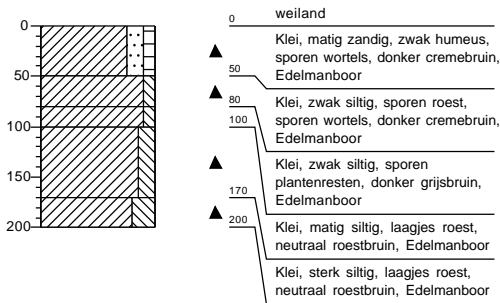 0
50
100
150
200
0
weiland
Klei, matig zandig, zwak humeus,
sporen wortels, donker cremebruin,
Edelmanboor
50
Klei, zwak siltig, sporen roest,
sporen wortels, donker cremebruin,
Edelmanboor
80
100
Klei, zwak siltig, sporen
plantenresten, donker grijsbruin,
Edelmanboor
170
Klei, matig siltig, laagjes roest,
neutraal roestbruin, Edelmanboor
200
Klei, sterk siltig, laagjes roest,
neutraal roestbruin, Edelmanboor